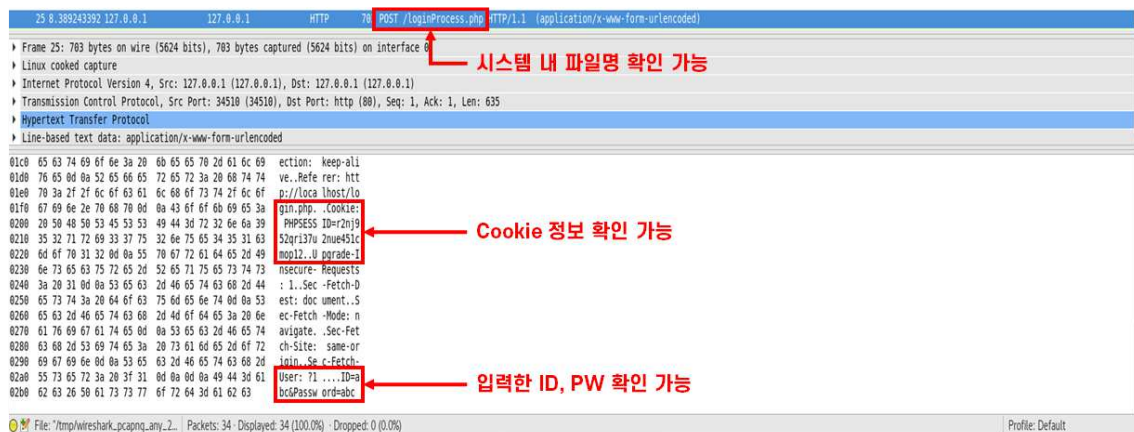 25 8.389243392 127.0.0.1 127.0.0.1 HTTP 70 POST /loginProcess.php HTTP/1.1 (application/x-www-form-urlencoded)
Frame 25: 703 bytes on wire (5624 bits), 703 bytes captured (5624 bits) on interface 0
시스템 내 파일명 확인 가능
Linux cooked capture
Internet Protocol Version 4, Src: 127.0.0.1 (127.0.0.1), Dst: 127.0.0.1 (127.0.0.1)
Transmission Control Protocol, Src Port: 34510 (34510), Dst Port: http (80), Seq: 1, Ack: 1, Len: 635
Hypertext Transfer Protocol
Line-based text data: application/x-www-form-urlencoded
01c0 65 63 74 69 6f 6e 3a 20 6b 65 65 70 2d 61 6c 69 ection: keep-ali
01d0 76 65 0d 0a 52 65 66 65 72 65 72 3a 20 68 74 74 ve..Refe rer: htt
01e0 70 3a 2f 2f 6c 6f 63 61 6c 68 6f 73 74 2f 6c 6f p://loca lhost/lo
01f0 67 69 6e 2e 70 68 70 0d 0a 43 6f 6f 6b 69 65 3a gin.php. .Cookie:
0200 20 50 48 50 53 45 53 53 49 44 3d 72 32 6e 6a 39 PHPSESS ID=r2nj9
0210 35 32 71 72 69 33 37 75 32 6e 75 65 34 35 31 63 52qri37u 2nue451c
Cookie 정보 확인 가능
0220 6d 6f 70 31 32 0d 0a 55 70 67 72 61 64 65 2d 49 mop12..U pgrade-I
0230 6e 73 65 63 75 72 65 2d 52 65 71 75 65 73 74 73 nsecure- Requests
0240 3a 20 31 0d 0a 53 65 63 2d 46 65 74 63 68 2d 44 : 1..Sec -Fetch-D
0250 65 73 74 3a 20 64 6f 63 75 6d 65 6e 74 0d 0a 53 est: doc ument..S
0260 65 63 2d 46 65 74 63 68 2d 4d 6f 64 65 3a 20 6e ec-Fetch -Mode: n
0270 61 76 69 67 61 74 65 0d 0a 53 65 63 2d 46 65 74 avigate. .Sec-Fet
0280 63 68 2d 53 69 74 65 3a 20 73 61 6d 65 2d 6f 72 ch-Site: same-or
0290 69 67 69 6e 0d 0a 53 65 63 2d 46 65 74 63 68 2d igin..Se c-Fetch-
02a0 55 73 65 72 3a 20 3f 31 0d 0a 0d 0a 49 44 3d 61 User: ?1 ....ID=a
입력한 ID, PW 확인 가능
02b0 62 63 26 50 61 73 73 77 6f 72 64 3d 61 62 63 bc&Passw ord=abc
File: "/tmp/wireshark_pcapng_any_2... Packets: 34 · Displayed: 34 (100.0%) · Dropped: 0 (0.0%) Profile: Default